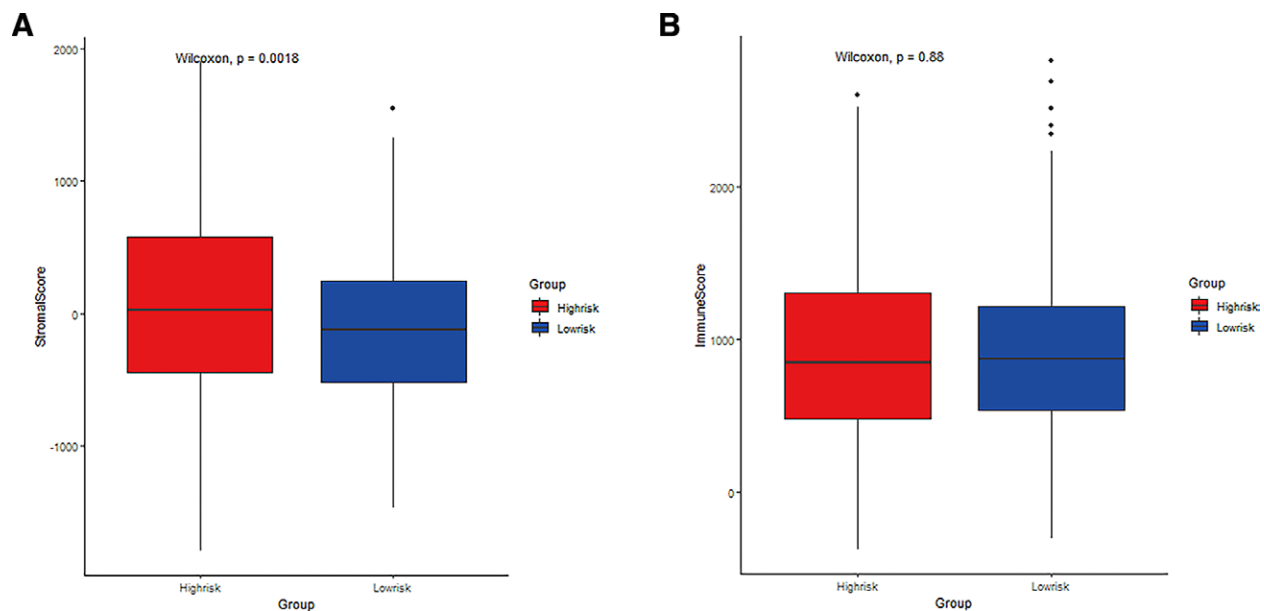 A
Wilcoxon, p = 0.0018
2000
1000
0
-1000
StromalScore
Highrisk
Lowrisk
Group
Group
Highrisk
Lowrisk
B
Wilcoxon, p = 0.88
2000
1000
0
ImmuneScore
Highrisk
Lowrisk
Group
Group
Highrisk
Lowrisk